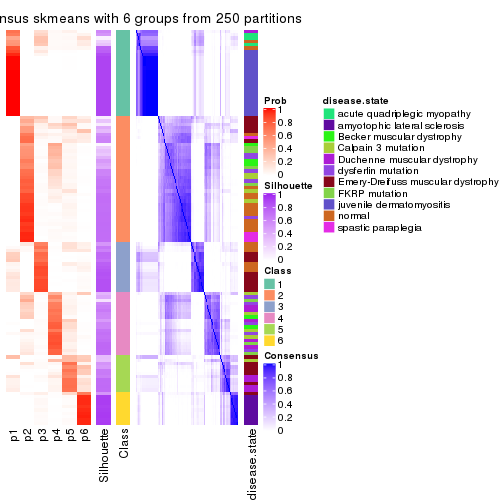 nsus skmeans with 6 groups from 250 partitions
Prob
1
0.8
0.6
0.4
0.2
0
Silhouette
1
0.8
0.6
0.4
0.2
0
Class
1
2
3
4
5
6
Consensus
1
0.8
0.6
0.4
0.2
0
disease.state
acute quadriplegic myopathy
amyotophic lateral sclerosis
Becker muscular dystrophy
Calpain 3 mutation
Duchenne muscular dystrophy
dysferlin mutation
Emery-Dreifuss muscular dystrophy
FKRP mutation
juvenile dermatomyositis
normal
spastic paraplegia
p1
p2
p3
p4
p5
p6
Silhouette
Class
disease.state